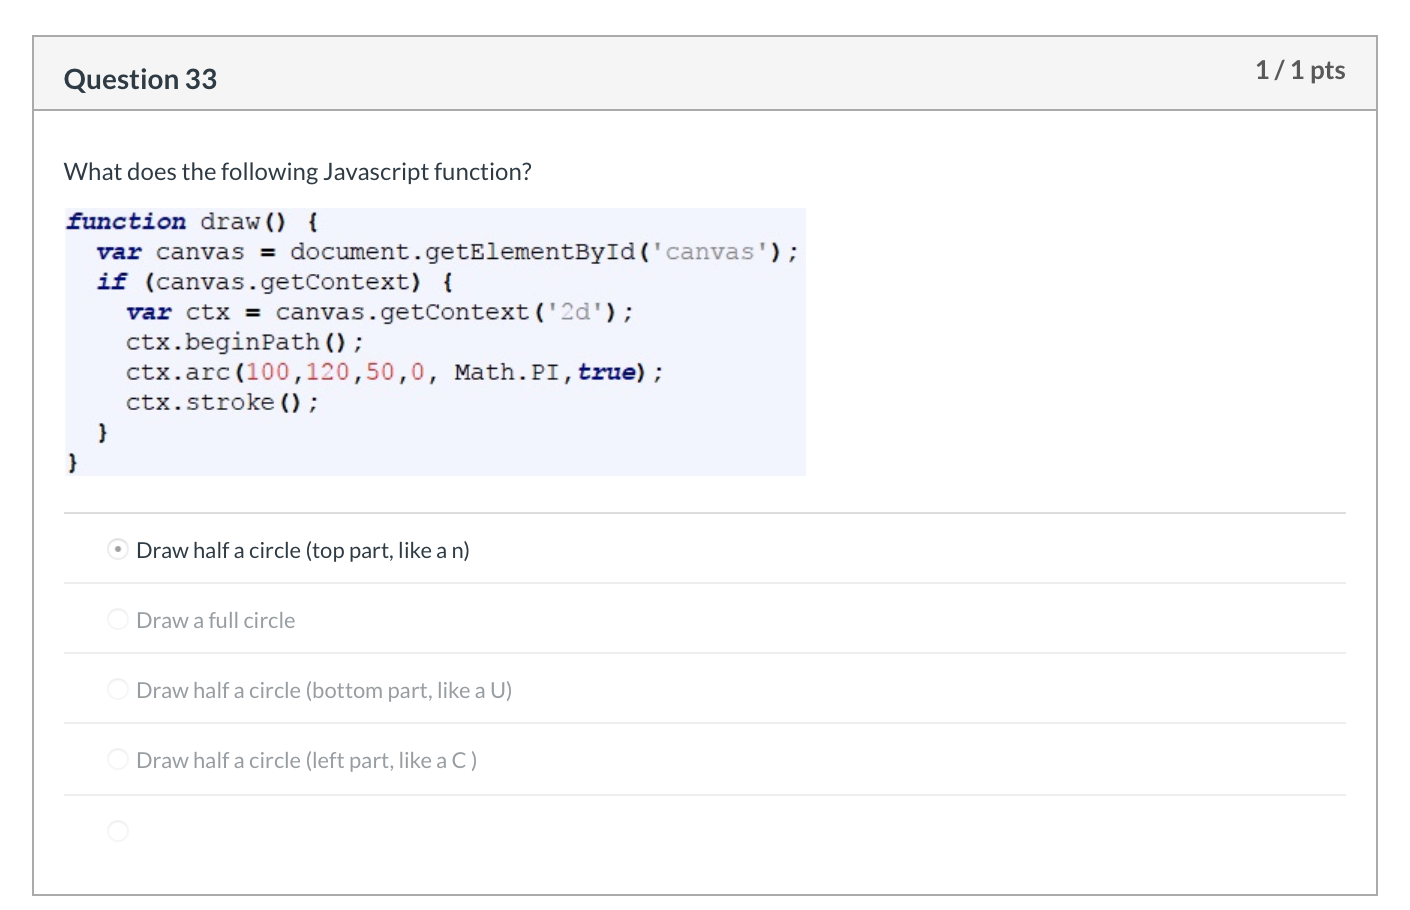 Question 33
1 / 1 pts
What does the following Javascript function?
function draw() {
  var canvas = document.getElementById('canvas');
  if (canvas.getContext) {
    var ctx = canvas.getContext('2d');
    ctx.beginPath();
    ctx.arc(100,120,50,0, Math.PI,true);
    ctx.stroke();
  }
}
Draw half a circle (top part, like a n)
Draw a full circle
Draw half a circle (bottom part, like a U)
Draw half a circle (left part, like a C )